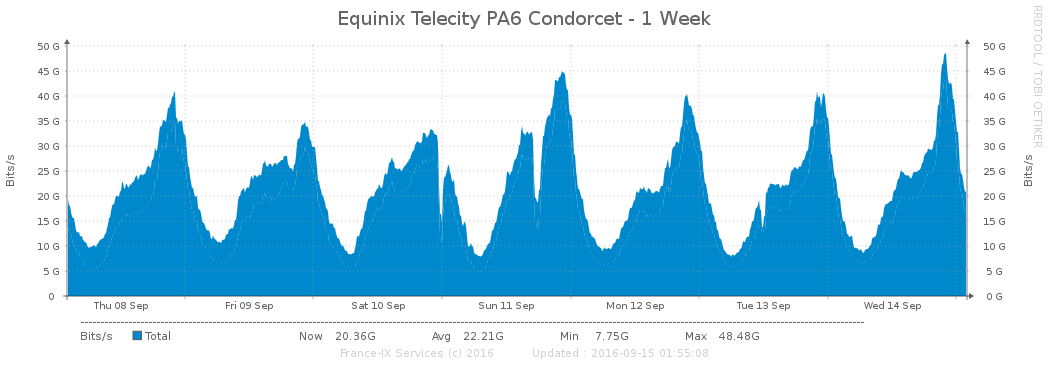 Equinix Telecity PA6 Condorcet - 1 Week
RRDTOOL / TOBI OETIKER
Bits/s
50 G
45 G
40 G
35 G
30 G
25 G
20 G
15 G
10 G
5 G
0
50 G
45 G
40 G
35 G
30 G
25 G
20 G
15 G
10 G
5 G
0 G
Bits/s
Thu 08 Sep Fri 09 Sep Sat 10 Sep Sun 11 Sep Mon 12 Sep Tue 13 Sep Wed 14 Sep
Bits/s Total Now 20.36G Avg 22.21G Min 7.75G Max 48.48G
France-IX Services (c) 2016 Updated : 2016-09-15 01:55:08